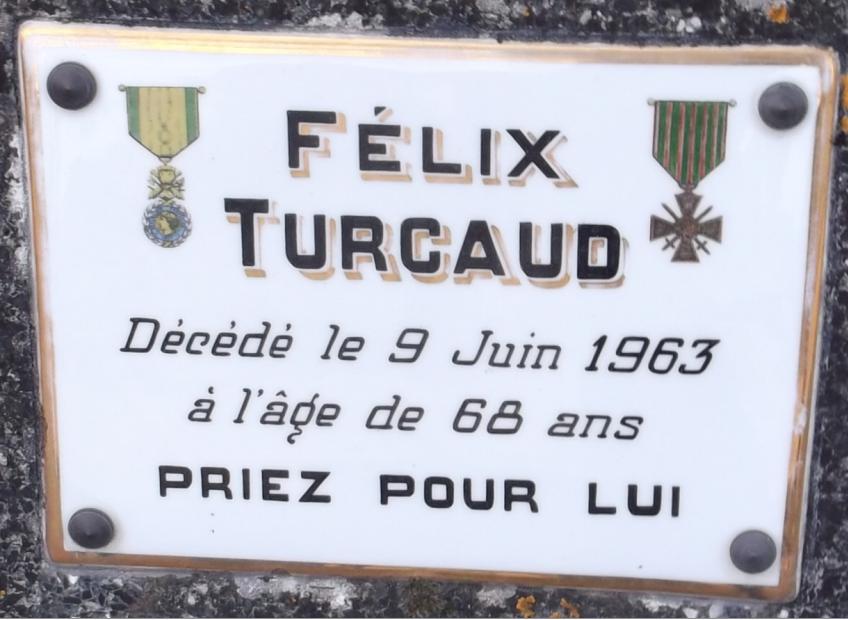 FÉLIX
TURCAUD
Décédé le 9 Juin 1963
à l'âge de 68 ans
PRIEZ POUR LUI